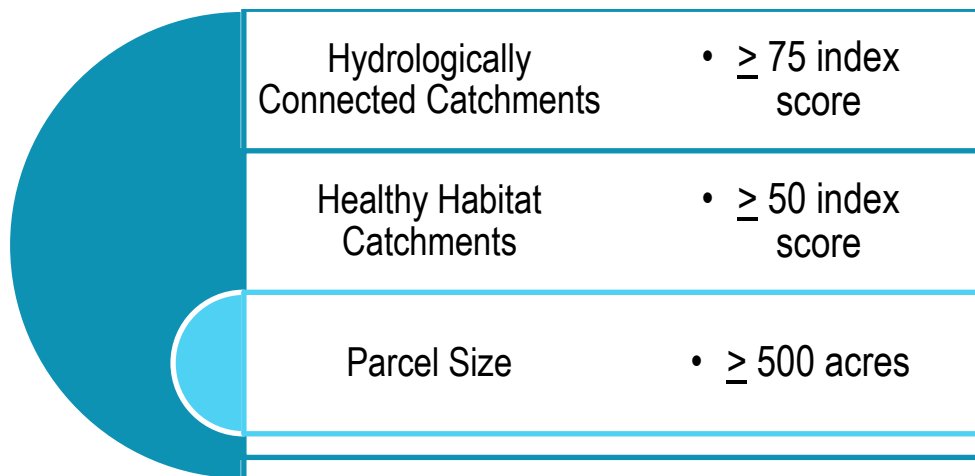 Hydrologically
Connected Catchments
• ≥ 75 index
score
Healthy Habitat
Catchments
• ≥ 50 index
score
Parcel Size
• ≥ 500 acres